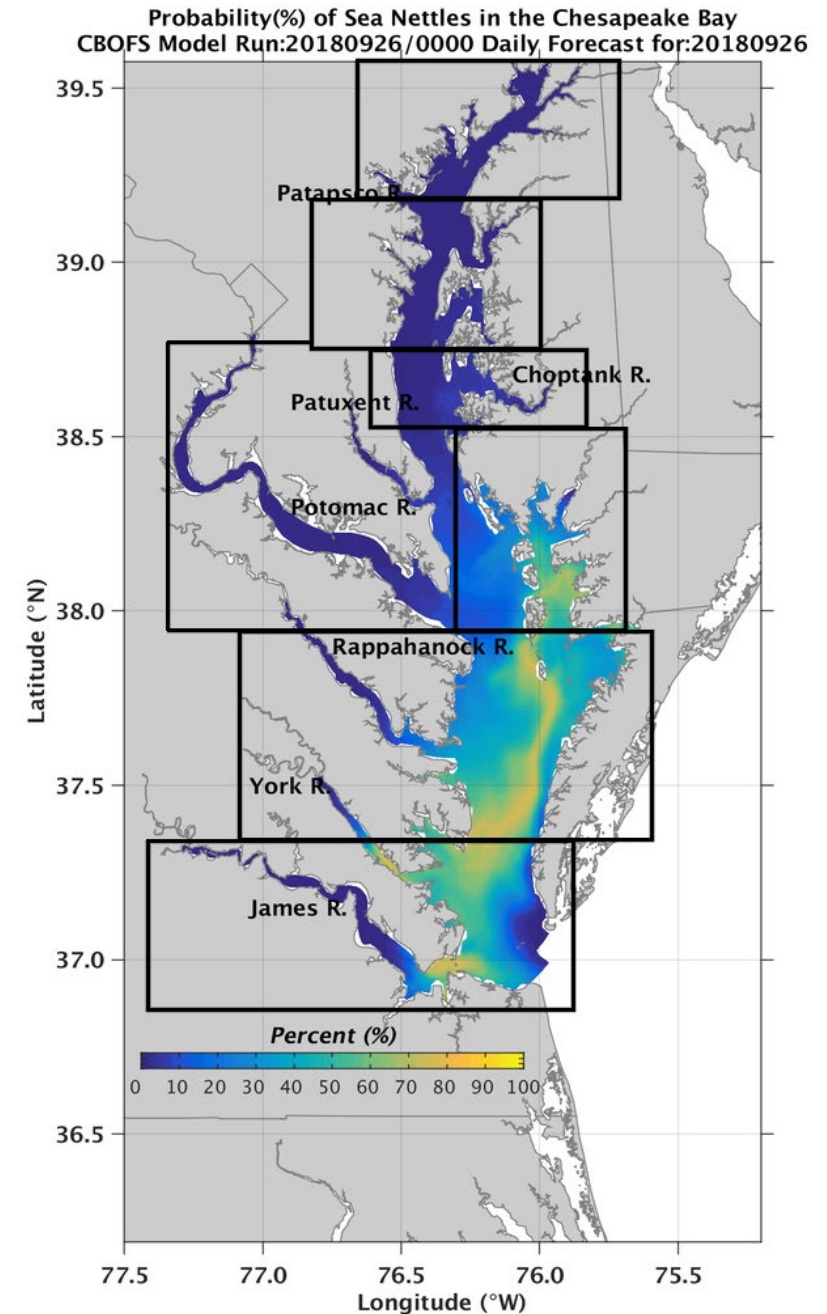 Probability(%) of Sea Nettles in the Chesapeake Bay
CBOFS Model Run:20180926/0000 Daily Forecast for:20180926
39.5
Patapsco R.
39.0
Choptank R.
Patuxent R.
38.5
Potomac R.
38.0
Rappahanock R.
Latitude (°N)
37.5
York R.
James R.
37.0
Percent (%)
0 10 20 30 40 50 60 70 80 90 100
36.5
77.5 77.0 76.5 76.0 75.5
Longitude (°W)